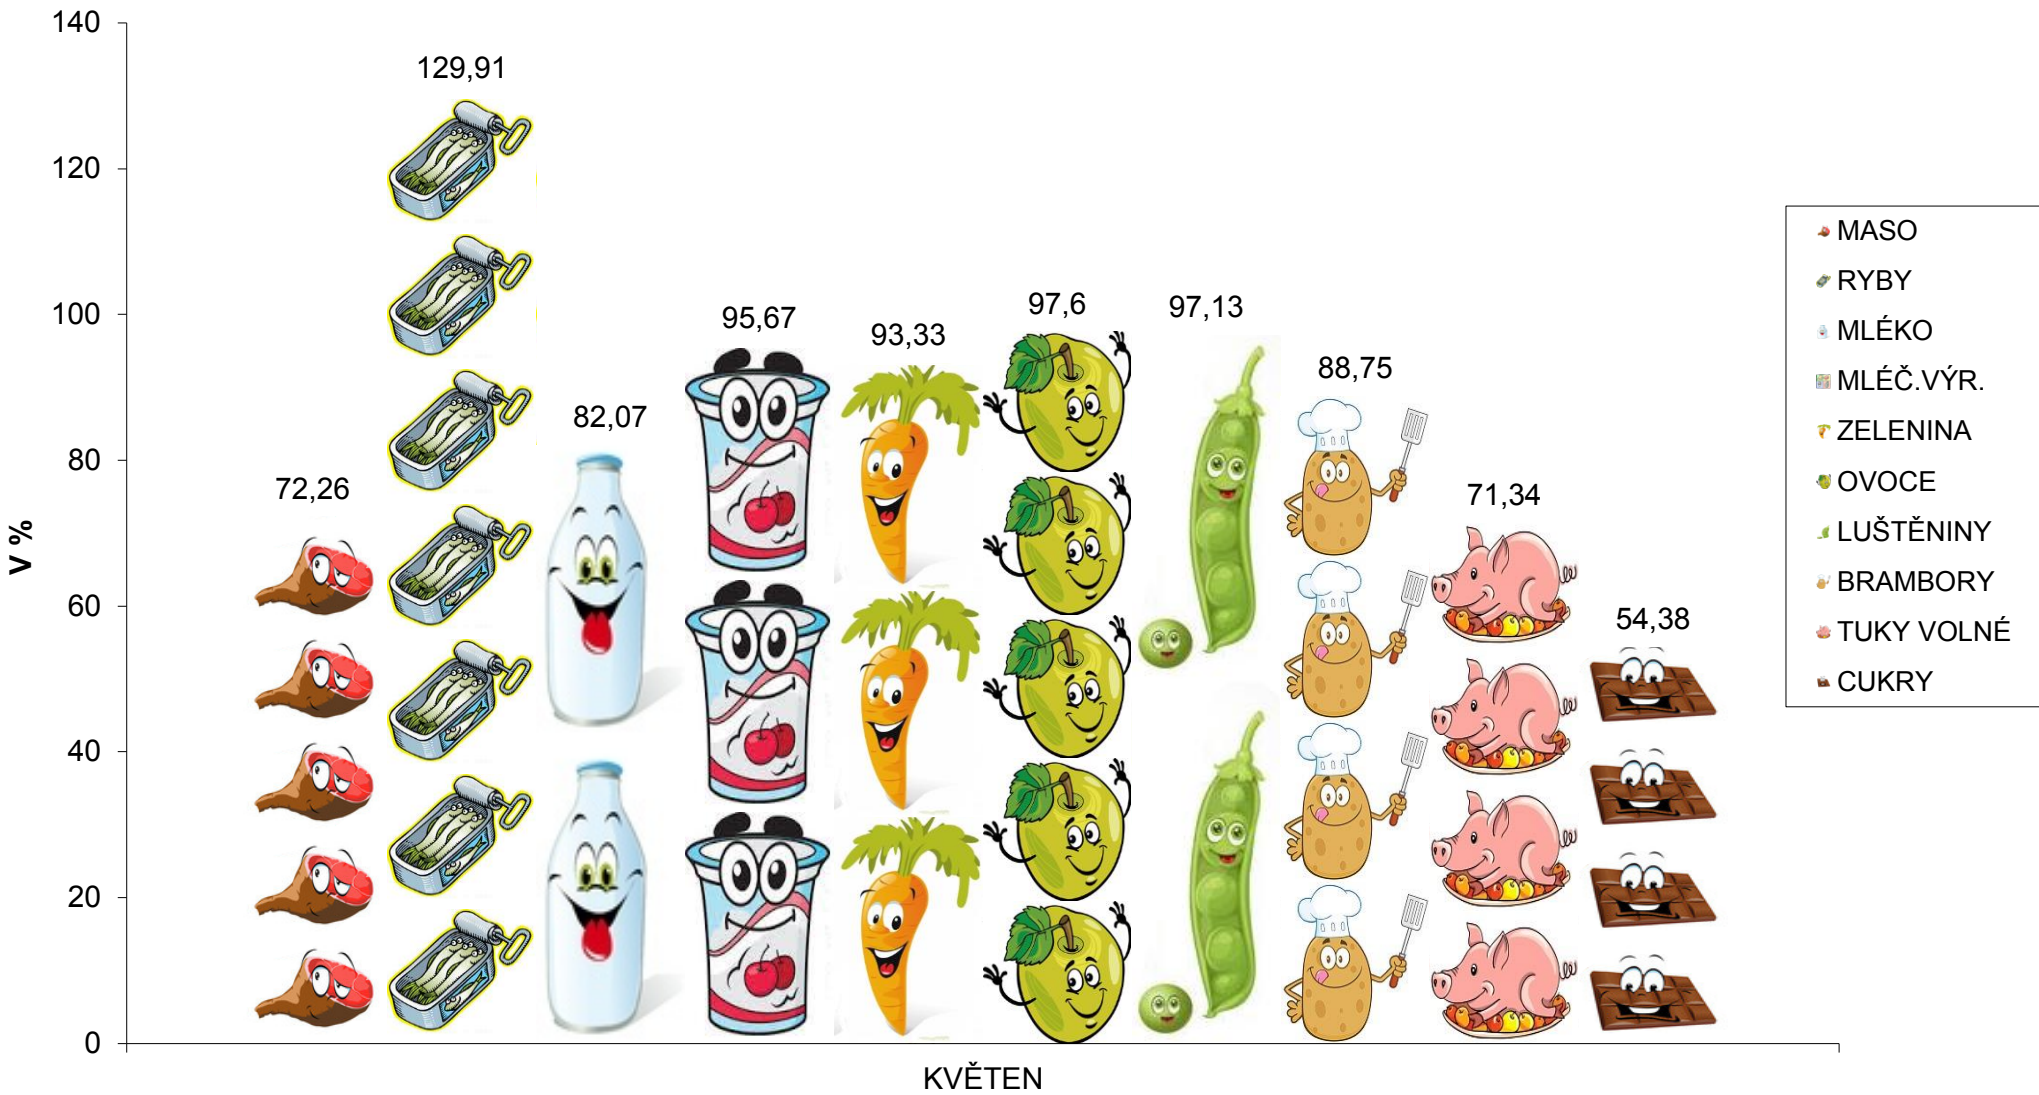 140
120
100
80
60
40
20
0
V %
72,26
129,91
82,07
95,67
93,33
97,6
97,13
88,75
71,34
54,38
KVĚTEN
MASO
RYBY
MLÉKO
MLÉČ.VÝR.
ZELENINA
OVOCE
LUŠTĚNINY
BRAMBORY
TUKY VOLNÉ
CUKRY